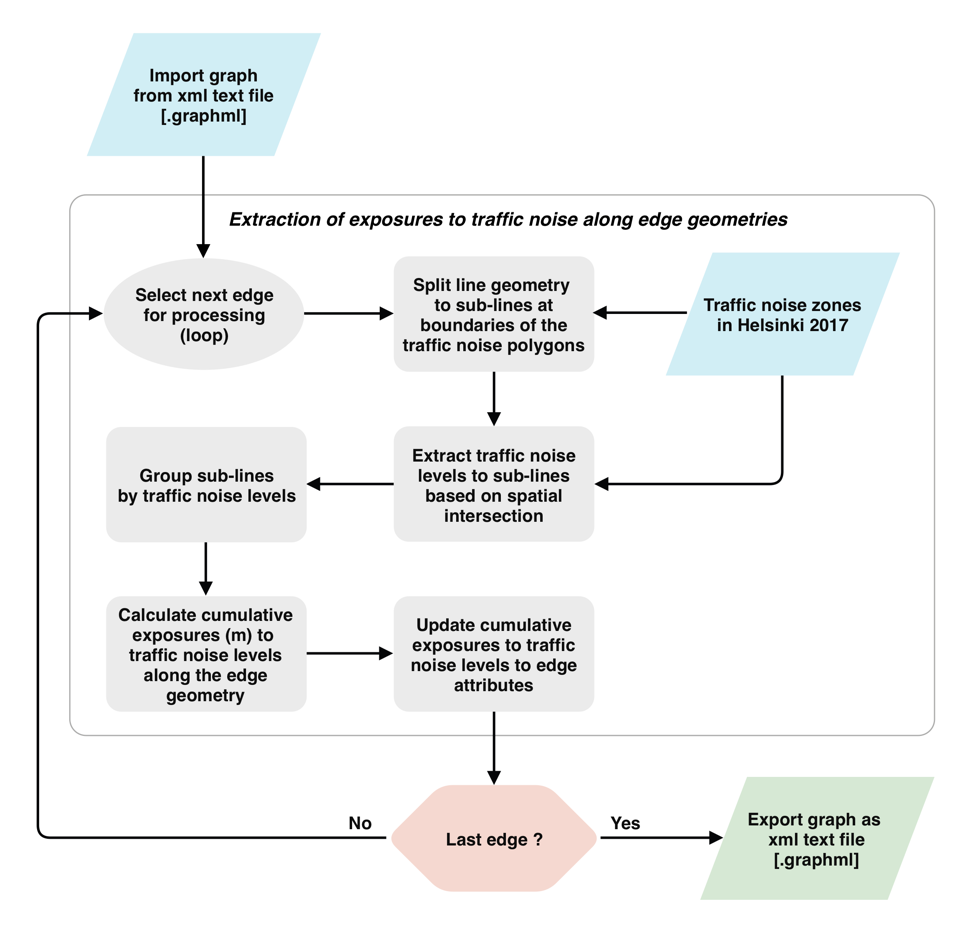 Import graph
from xml text file
[.graphml]
Extraction of exposures to traffic noise along edge geometries
Select next edge
for processing
(loop)
Split line geometry
to sub-lines at
boundaries of the
traffic noise polygons
Traffic noise zones
in Helsinki 2017
Group sub-lines
by traffic noise levels
Extract traffic noise
levels to sub-lines
based on spatial
intersection
Calculate cumulative
exposures (m) to
traffic noise levels
along the edge
geometry
Update cumulative
exposures to traffic
noise levels to edge
attributes
No
Last edge ?
Yes
Export graph as
xml text file
[.graphml]